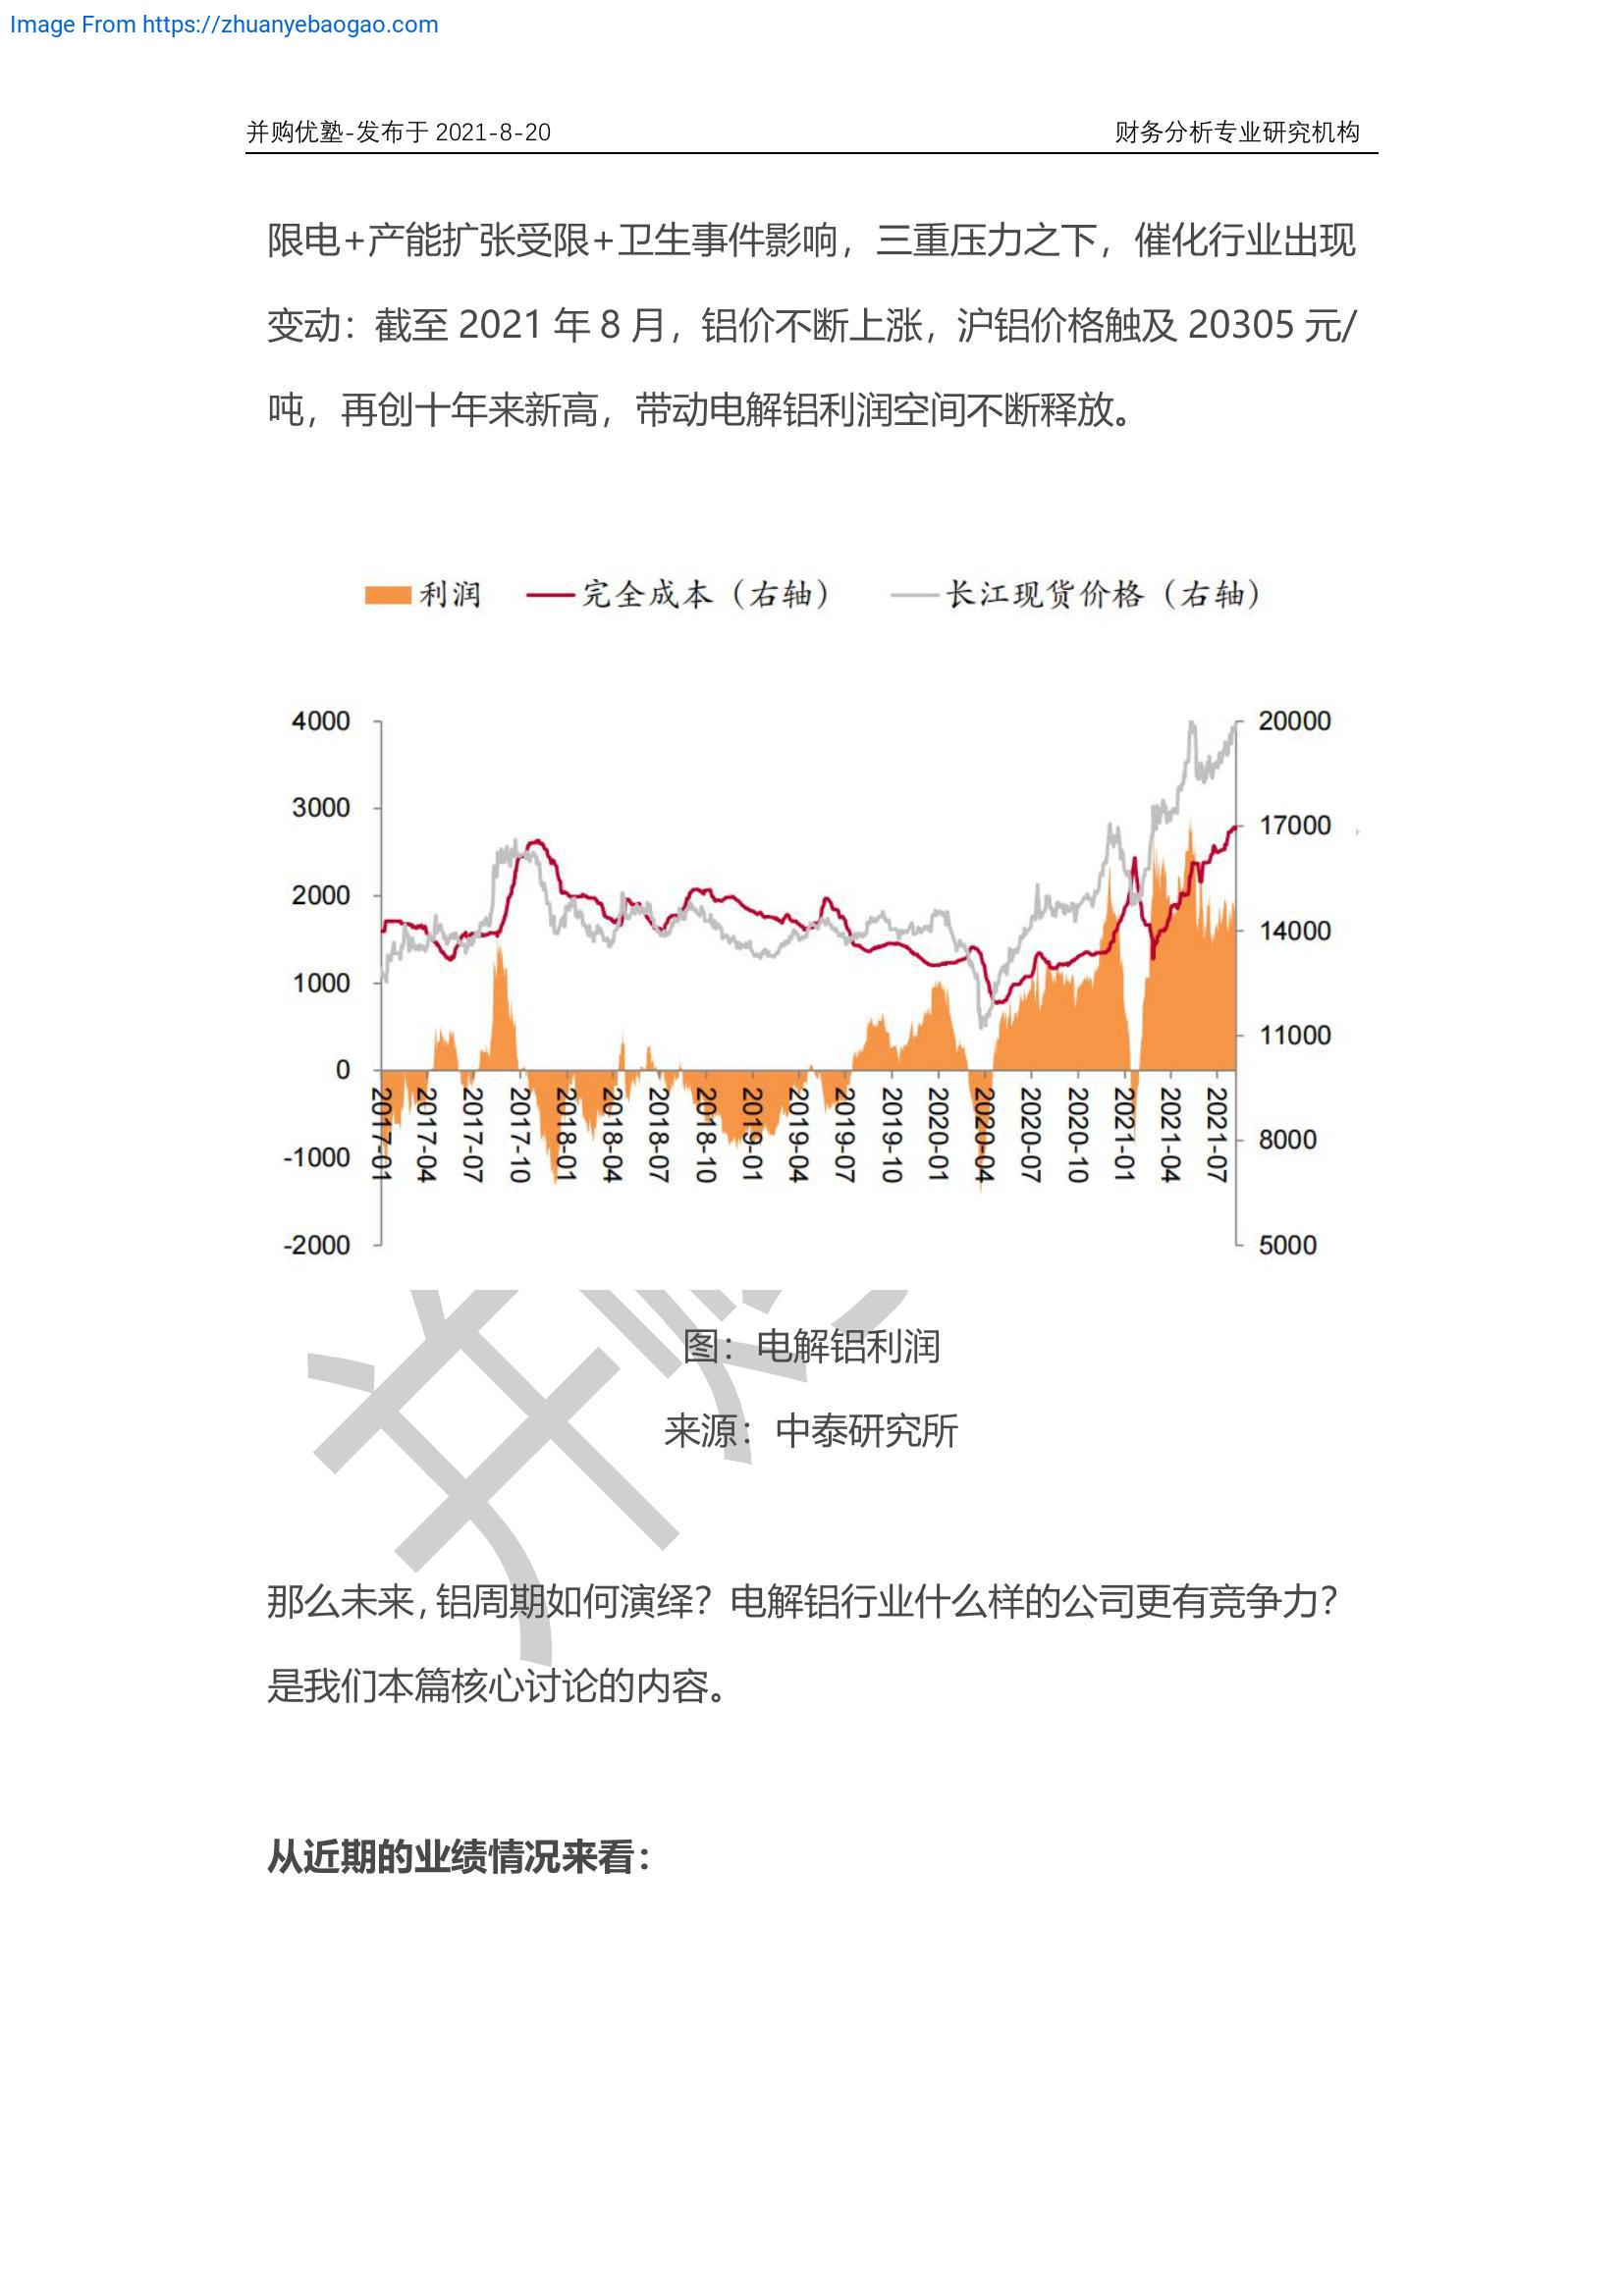 Image From https://zhuanyebaogao.com
并购优塾-发布于 2021-8-20 财务分析专业研究机构
限电+产能扩张受限+卫生事件影响，三重压力之下，催化行业出现
变动：截至 2021 年 8 月，铝价不断上涨，沪铝价格触及 20305 元/
吨，再创十年来新高，带动电解铝利润空间不断释放。
利润 完全成本（右轴） 长江现货价格（右轴）
4000 20000
3000 17000
2000 14000
1000 11000
0 8000
-1000 5000
-2000
2017-01 2017-04 2017-07 2017-10 2018-01 2018-04 2018-07 2018-10 2019-01 2019-04 2019-07 2019-10 2020-01 2020-04 2020-07 2020-10 2021-01 2021-04 2021-07
图：电解铝利润
来源：中泰研究所
那么未来，铝周期如何演绎？电解铝行业什么样的公司更有竞争力？
是我们本篇核心讨论的内容。
从近期的业绩情况来看：